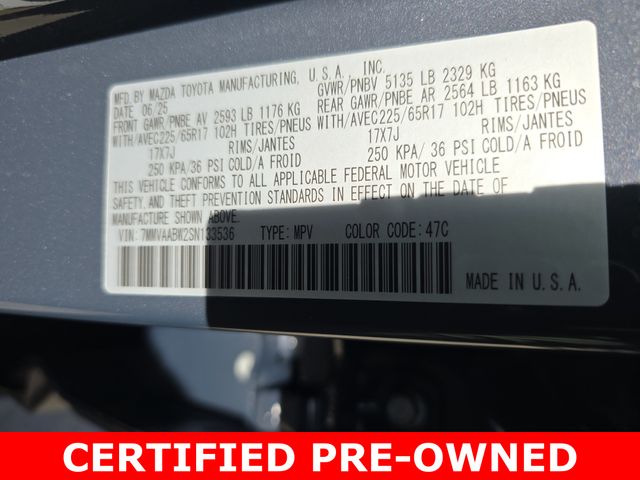 MFD. BY MAZDA TOYOTA MANUFACTURING, U.S.A., INC.
DATE 06/25 GVWR/PNBV 5135 LB 2329 KG
FRONT GAWR/PNBE AV 2593 LB 1176 KG REAR GAWR/PNBE AR 2564 LB 1163 KG
WITH/AVEC225/65R17 102H TIRES/PNEUS WITH/AVEC225/65R17 102H TIRES/PNEUS
17X7J RIMS/JANTES 17X7J RIMS/JANTES
250 KPA/36 PSI COLD/A FROID 250 KPA/ 36 PSI COLD/A FROID
THIS VEHICLE CONFORMS TO ALL APPLICABLE FEDERAL MOTOR VEHICLE
SAFETY, AND THEFT PREVENTION STANDARDS IN EFFECT ON THE DATE OF
MANUFACTURE SHOWN ABOVE.
VIN: 7MMVAABW2SN133536 TYPE: MPV COLOR CODE: 47C
MADE IN U.S.A.
CERTIFIED PRE-OWNED